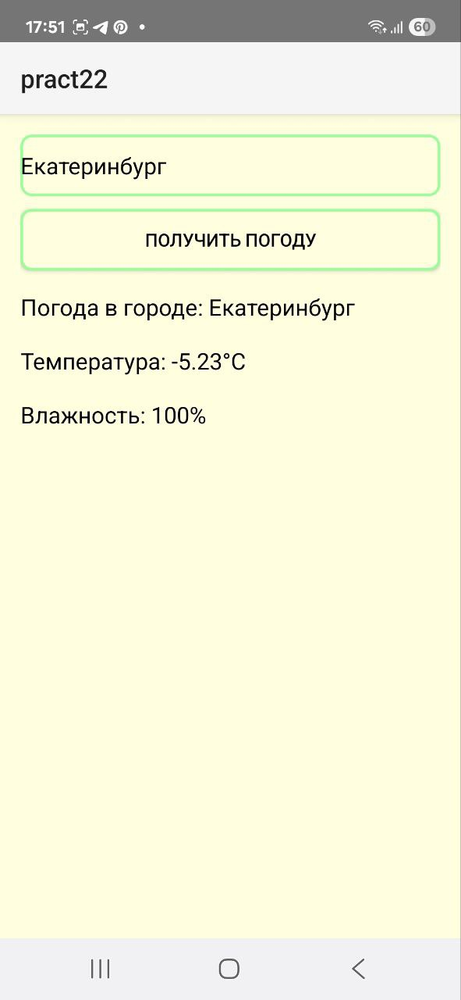 17:51
60
pract22
Екатеринбург
ПОЛУЧИТЬ ПОГОДУ
Погода в городе: Екатеринбург
Температура: -5.23°C
Влажность: 100%